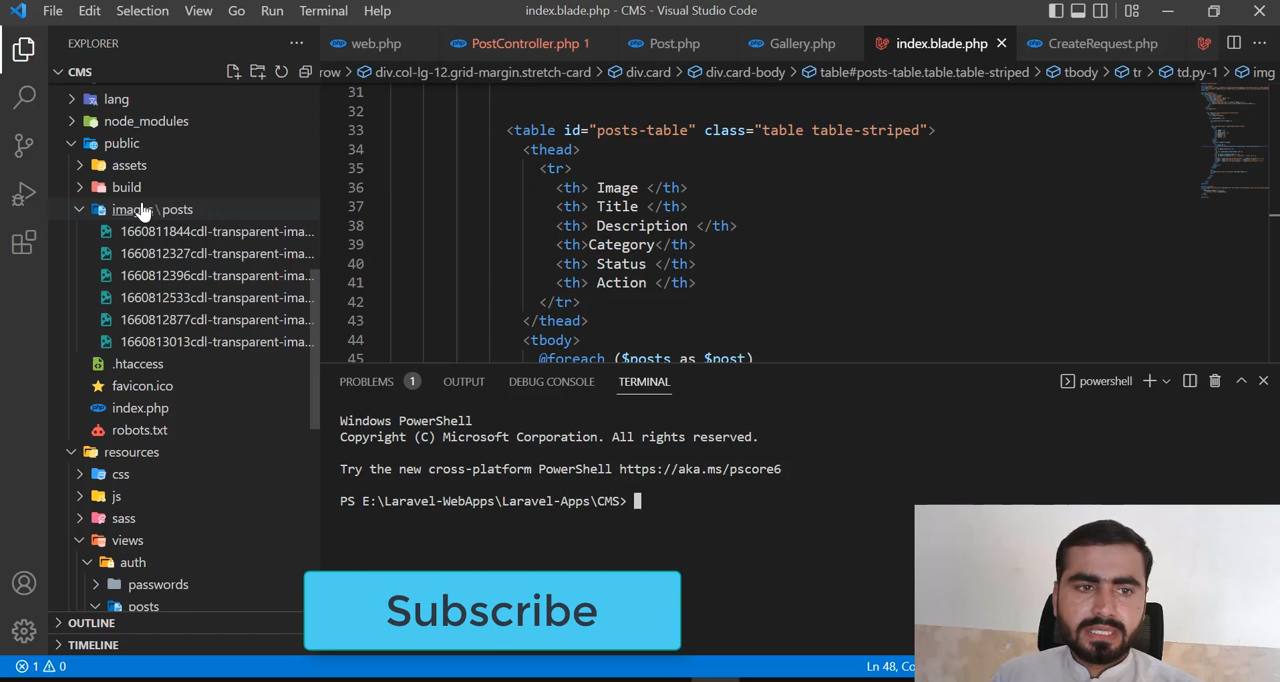 File Edit Selection View Go Run Terminal Help
index.blade.php - CMS - Visual Studio Code
EXPLORER
CMS
lang
node_modules
public
assets
build
images\posts
1660811844cdl-transparent-ima...
1660812327cdl-transparent-ima...
1660812396cdl-transparent-ima...
1660812533cdl-transparent-ima...
1660812877cdl-transparent-ima...
1660813013cdl-transparent-ima...
.htaccess
favicon.ico
index.php
robots.txt
resources
css
js
sass
views
auth
passwords
posts
OUTLINE
TIMELINE
web.php PostController.php 1 Post.php Gallery.php index.blade.php CreateRequest.php
row > div.col-lg-12.grid-margin.stretch-card > div.card > div.card-body > table#posts-table.table.table-striped > tbody > tr > td.py-1 > img
31
32
33 <table id="posts-table" class="table table-striped">
34 <thead>
35 <tr>
36 <th> Image </th>
37 <th> Title </th>
38 <th> Description </th>
39 <th>Category</th>
40 <th> Status </th>
41 <th> Action </th>
42 </tr>
43 </thead>
44 <tbody>
45 @foreach ($posts as $post)
PROBLEMS 1 OUTPUT DEBUG CONSOLE TERMINAL
powershell
Windows PowerShell
Copyright (C) Microsoft Corporation. All rights reserved.
Try the new cross-platform PowerShell https://aka.ms/pscore6
PS E:\Laravel-WebApps\Laravel-Apps\CMS>
Subscribe
1 0
Ln 48, Co